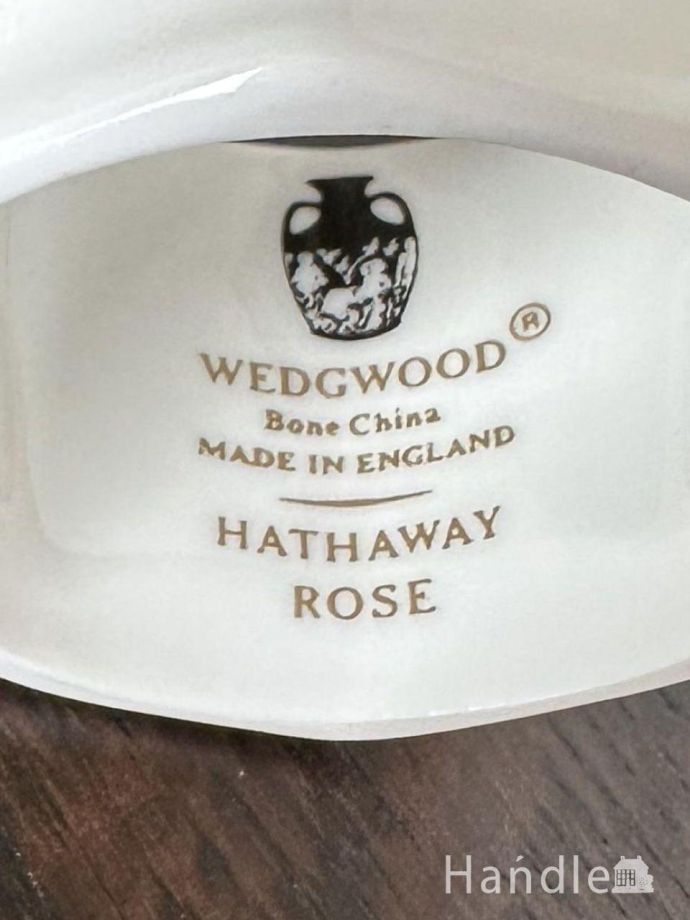 WEDGWOOD®
Bone China
MADE IN ENGLAND
HATHAWAY
ROSE
Handle